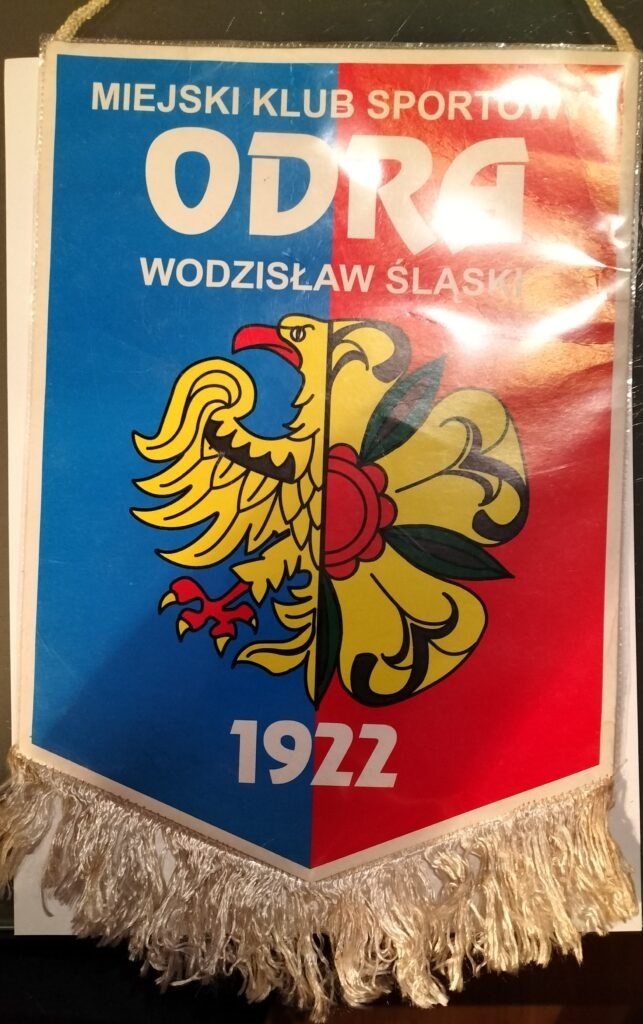 MIEJSKI KLUB SPORTOWY
ODRA
WODZISŁAW ŚLĄSKI
1922